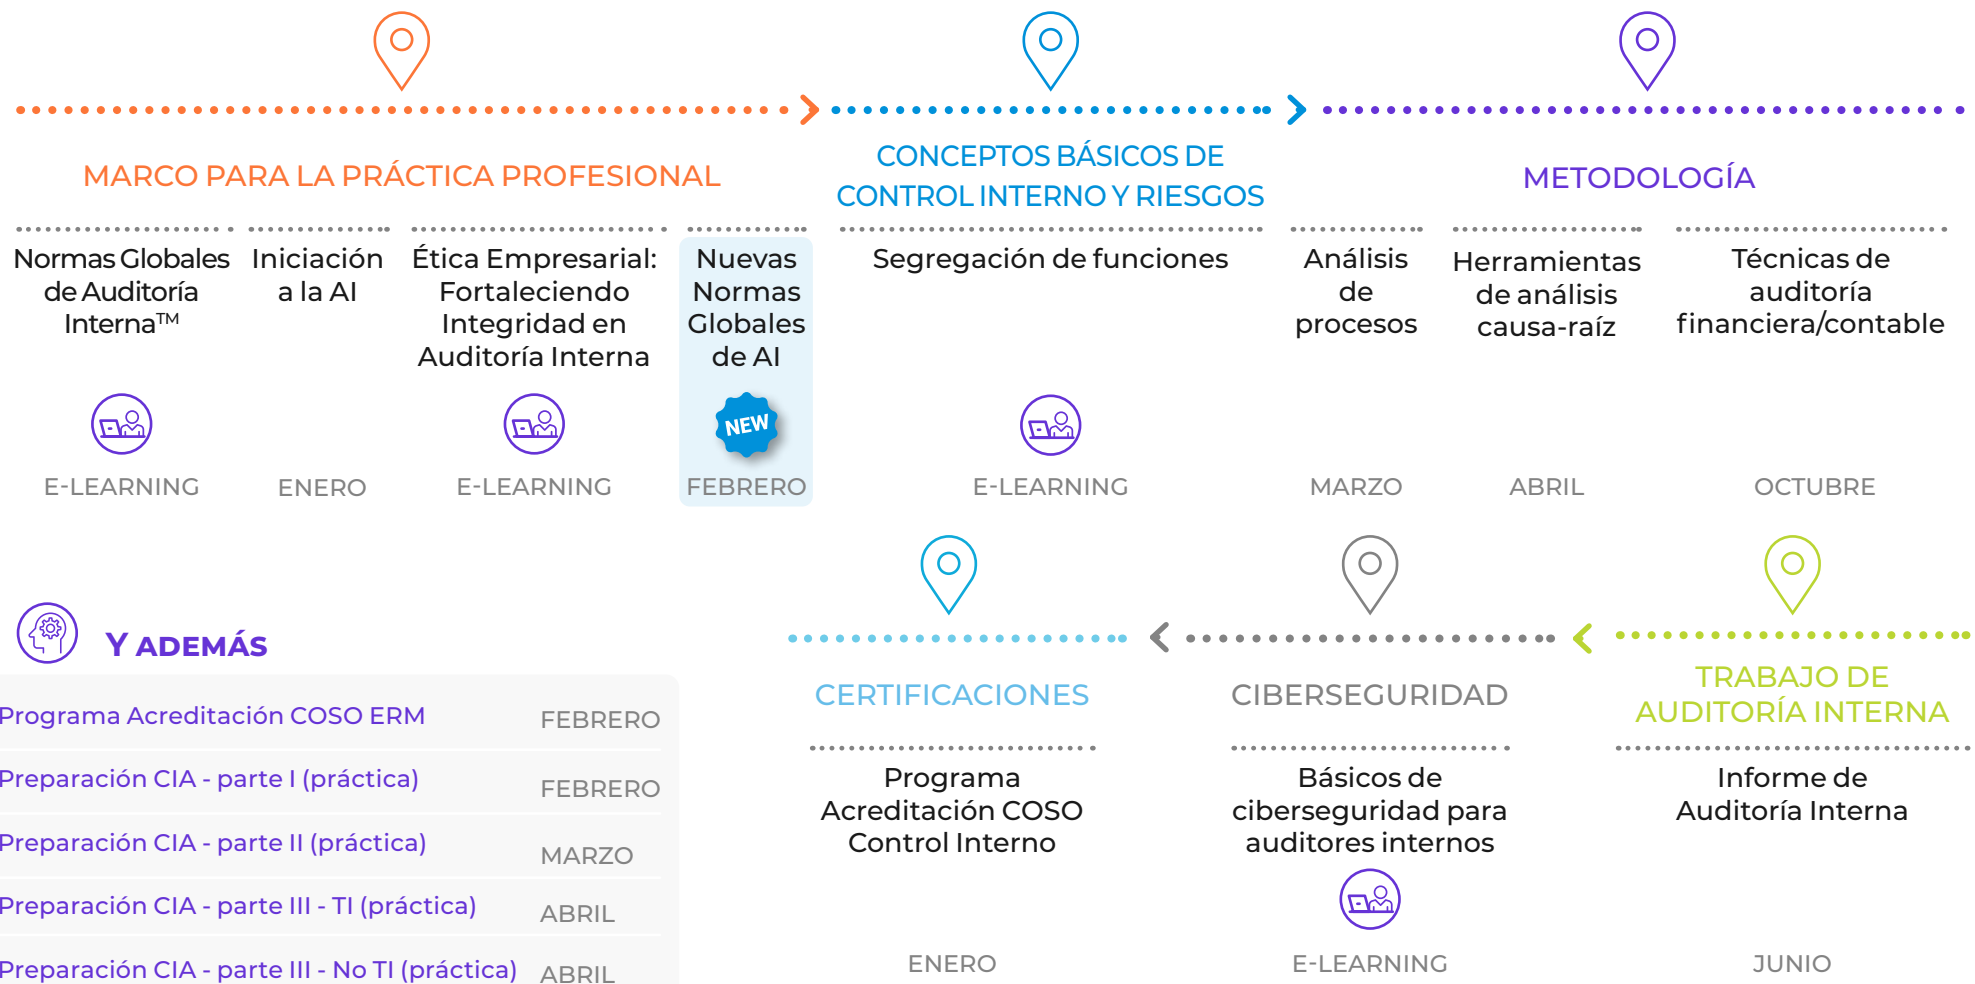 MARCO PARA LA PRÁCTICA PROFESIONAL
Normas Globales
de Auditoría
Interna™
E-LEARNING
Iniciación
a la AI
ENERO
Ética Empresarial:
Fortaleciendo
Integridad en
Auditoría Interna
E-LEARNING
Nuevas
Normas
Globales
de AI
NEW
FEBRERO
CONCEPTOS BÁSICOS DE
CONTROL INTERNO Y RIESGOS
Segregación de funciones
E-LEARNING
METODOLOGÍA
Análisis
de
procesos
MARZO
Herramientas
de análisis
causa-raíz
ABRIL
Técnicas de
auditoría
financiera/contable
OCTUBRE
TRABAJO DE
AUDITORÍA INTERNA
Informe de
Auditoría Interna
JUNIO
CIBERSEGURIDAD
Básicos de
ciberseguridad para
auditores internos
E-LEARNING
CERTIFICACIONES
Programa
Acreditación COSO
Control Interno
ENERO
Y ADEMÁS
Programa Acreditación COSO ERM FEBRERO
Preparación CIA - parte I (práctica) FEBRERO
Preparación CIA - parte II (práctica) MARZO
Preparación CIA - parte III - TI (práctica) ABRIL
Preparación CIA - parte III - No TI (práctica) ABRIL